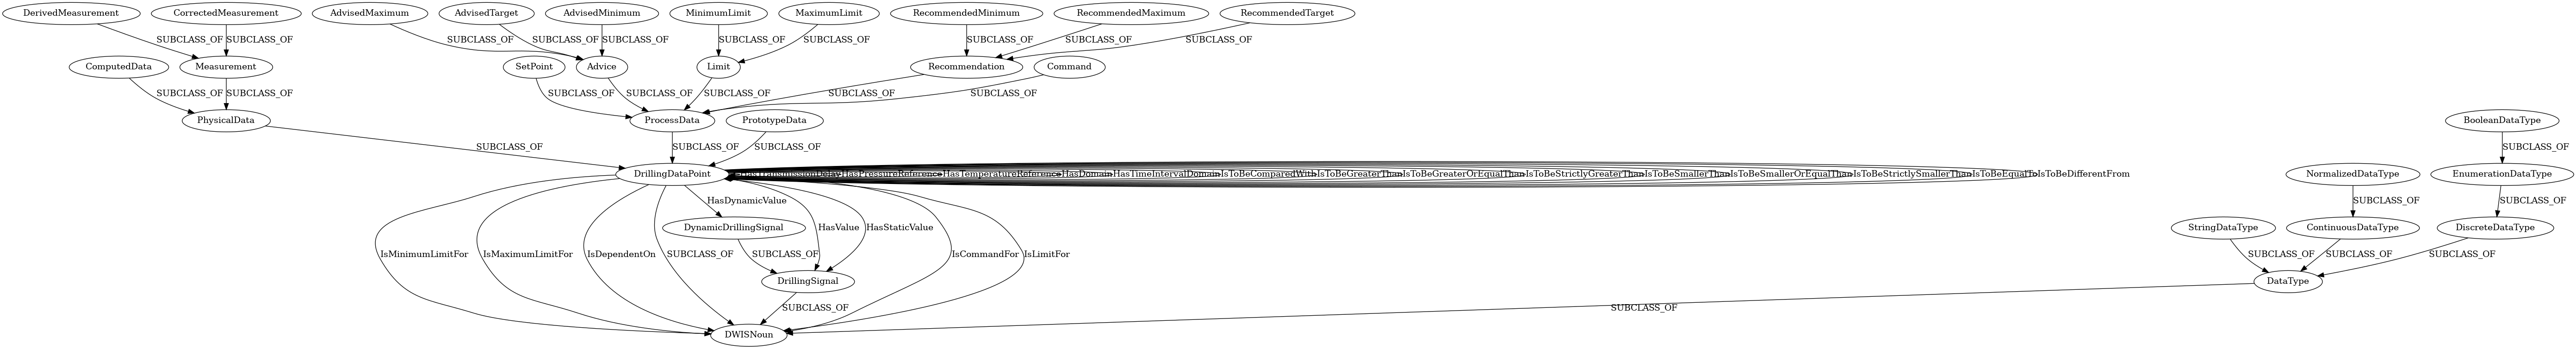 DerivedMeasurement CorrectedMeasurement AdvisedMaximum AdvisedTarget AdvisedMinimum MinimumLimit MaximumLimit RecommendedMinimum RecommendedMaximum RecommendedTarget
SUBCLASS_OF SUBCLASS_OF SUBCLASS_OF SUBCLASS_OF SUBCLASS_OF SUBCLASS_OF SUBCLASS_OF SUBCLASS_OF SUBCLASS_OF SUBCLASS_OF
ComputedData Measurement SetPoint Advice Limit Recommendation Command
SUBCLASS_OF SUBCLASS_OF SUBCLASS_OF SUBCLASS_OF SUBCLASS_OF SUBCLASS_OF SUBCLASS_OF
PhysicalData ProcessData PrototypeData BooleanDataType
SUBCLASS_OF SUBCLASS_OF SUBCLASS_OF SUBCLASS_OF
DrillingDataPoint HasTransmissionDelay HasPressureReference HasTemperatureReference HasDomain HasTimeIntervalDomain IsToBeComparedWith IsToBeGreaterThan IsToBeGreaterOrEqualThan IsToBeStrictlyGreaterThan IsToBeSmallerThan IsToBeSmallerOrEqualThan IsToBeStrictlySmallerThan IsToBeEqualTo IsToBeDifferentFrom NormalizedDataType EnumerationDataType
HasDynamicValue SUBCLASS_OF SUBCLASS_OF
DynamicDrillingSignal HasValue HasStaticValue StringDataType ContinuousDataType DiscreteDataType
IsMinimumLimitFor IsMaximumLimitFor IsDependentOn SUBCLASS_OF SUBCLASS_OF IsCommandFor IsLimitFor SUBCLASS_OF SUBCLASS_OF SUBCLASS_OF
DrillingSignal DataType
SUBCLASS_OF SUBCLASS_OF
DWISNoun